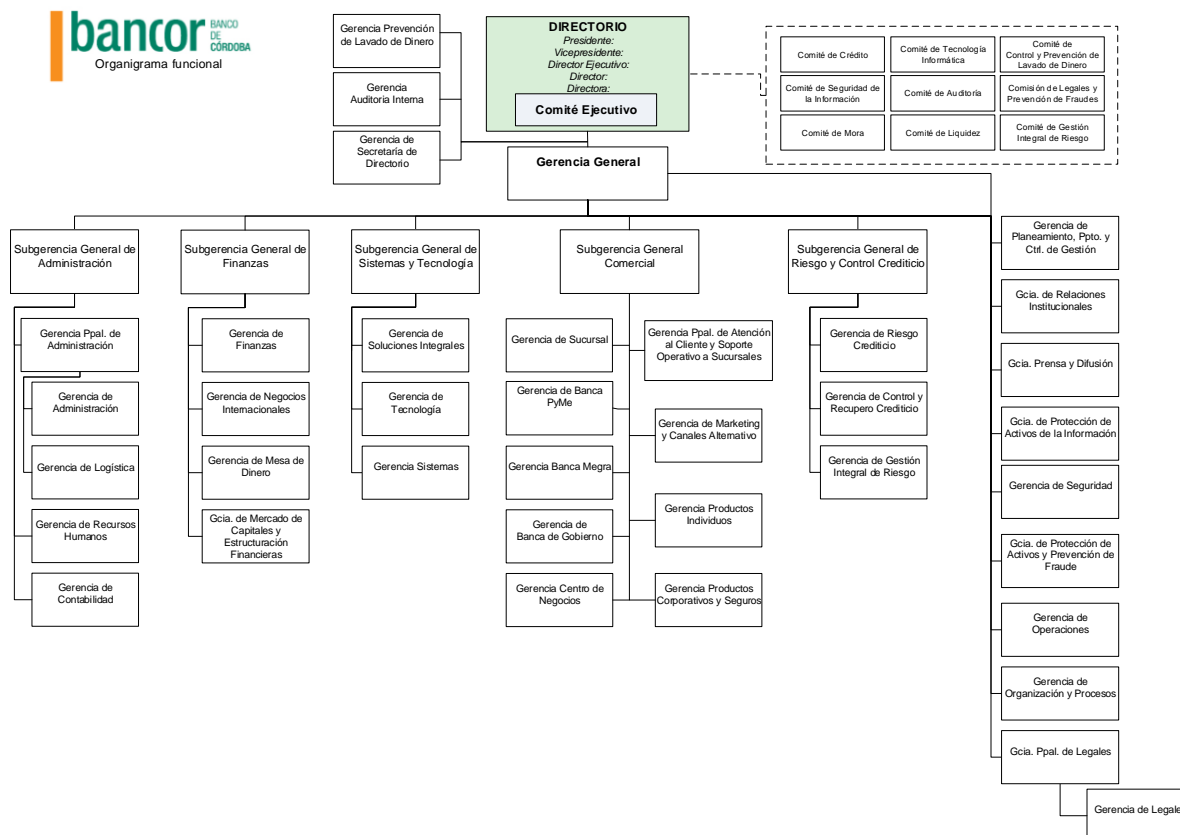 bancor BANCO
DE
CÓRDOBA
Organigrama funcional
Gerencia Prevención
de Lavado de Dinero
Gerencia
Auditoria Interna
Gerencia de
Secretaría de
Directorio
DIRECTORIO
Presidente:
Vicepresidente:
Director Ejecutivo:
Director:
Directora:
Comité Ejecutivo
Comité de Crédito
Comité de Tecnología
Informática
Comité de
Control y Prevención de
Lavado de Dinero
Comité de Seguridad de
la Información
Comité de Auditoría
Comisión de Legales y
Prevención de Fraudes
Comité de Mora
Comité de Liquidez
Comité de Gestión
Integral de Riesgo
Gerencia General
Subgerencia General de
Administración
Subgerencia General de
Finanzas
Subgerencia General de
Sistemas y Tecnología
Subgerencia General
Comercial
Subgerencia General de
Riesgo y Control Crediticio
Gerencia Ppal. de
Administración
Gerencia de
Administración
Gerencia de Logística
Gerencia de Recursos
Humanos
Gerencia de
Contabilidad
Gerencia de
Finanzas
Gerencia de Negocios
Internacionales
Gerencia de Mesa de
Dinero
Gcia. de Mercado de
Capitales y
Estructuración
Financieras
Gerencia de
Soluciones Integrales
Gerencia de
Tecnología
Gerencia Sistemas
Gerencia de Sucursal
Gerencia de Banca
PyMe
Gerencia Banca Megra
Gerencia de
Banca de Gobierno
Gerencia Centro de
Negocios
Gerencia Ppal. de Atención
al Cliente y Soporte
Operativo a Sucursales
Gerencia de Marketing
y Canales Alternativo
Gerencia Productos
Individuos
Gerencia Productos
Corporativos y Seguros
Gerencia de Riesgo
Crediticio
Gerencia de Control y
Recupero Crediticio
Gerencia de Gestión
Integral de Riesgo
Gerencia de
Planeamiento, Ppto. y
Ctrl. de Gestión
Gcia. de Relaciones
Institucionales
Gcia. Prensa y Difusión
Gcia. de Protección de
Activos de la Información
Gerencia de Seguridad
Gcia. de Protección de
Activos y Prevención de
Fraude
Gerencia de
Operaciones
Gerencia de
Organización y Procesos
Gcia. Ppal. de Legales
Gerencia de Legale